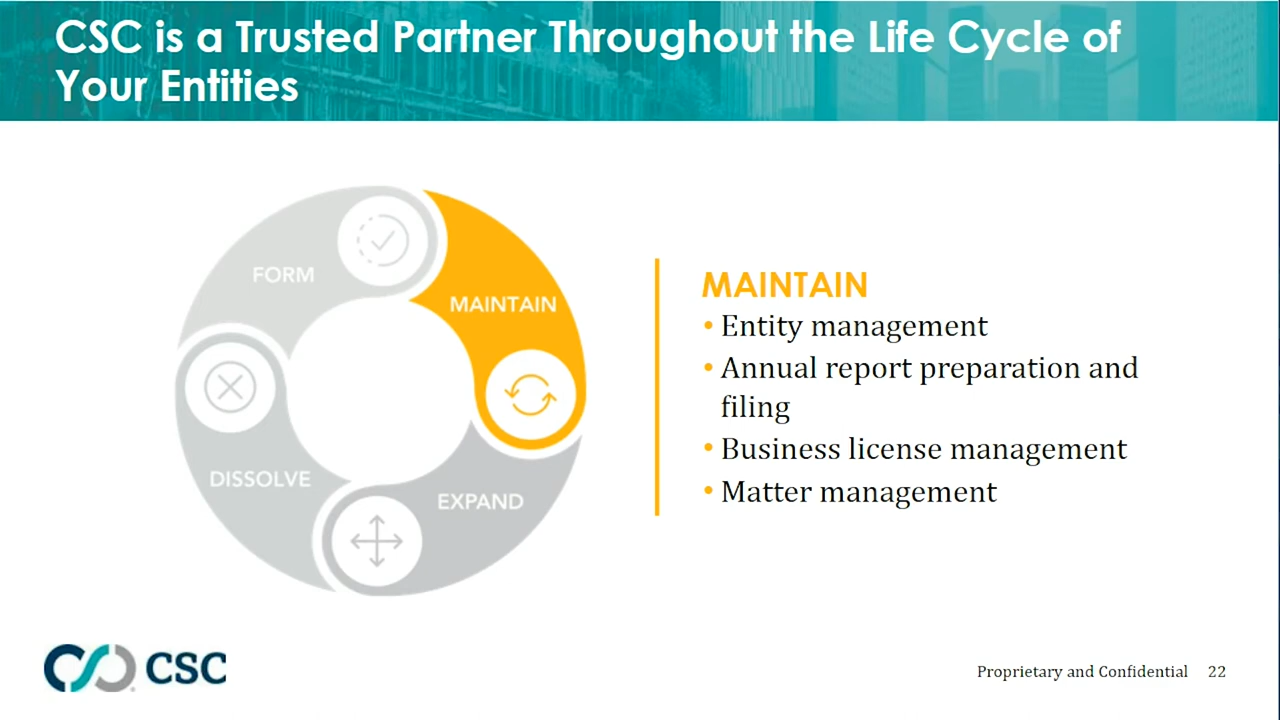 CSC is a Trusted Partner Throughout the Life Cycle of
Your Entities
FORM
MAINTAIN
DISSOLVE
EXPAND
MAINTAIN
• Entity management
• Annual report preparation and
filing
• Business license management
• Matter management
CSC
Proprietary and Confidential 22